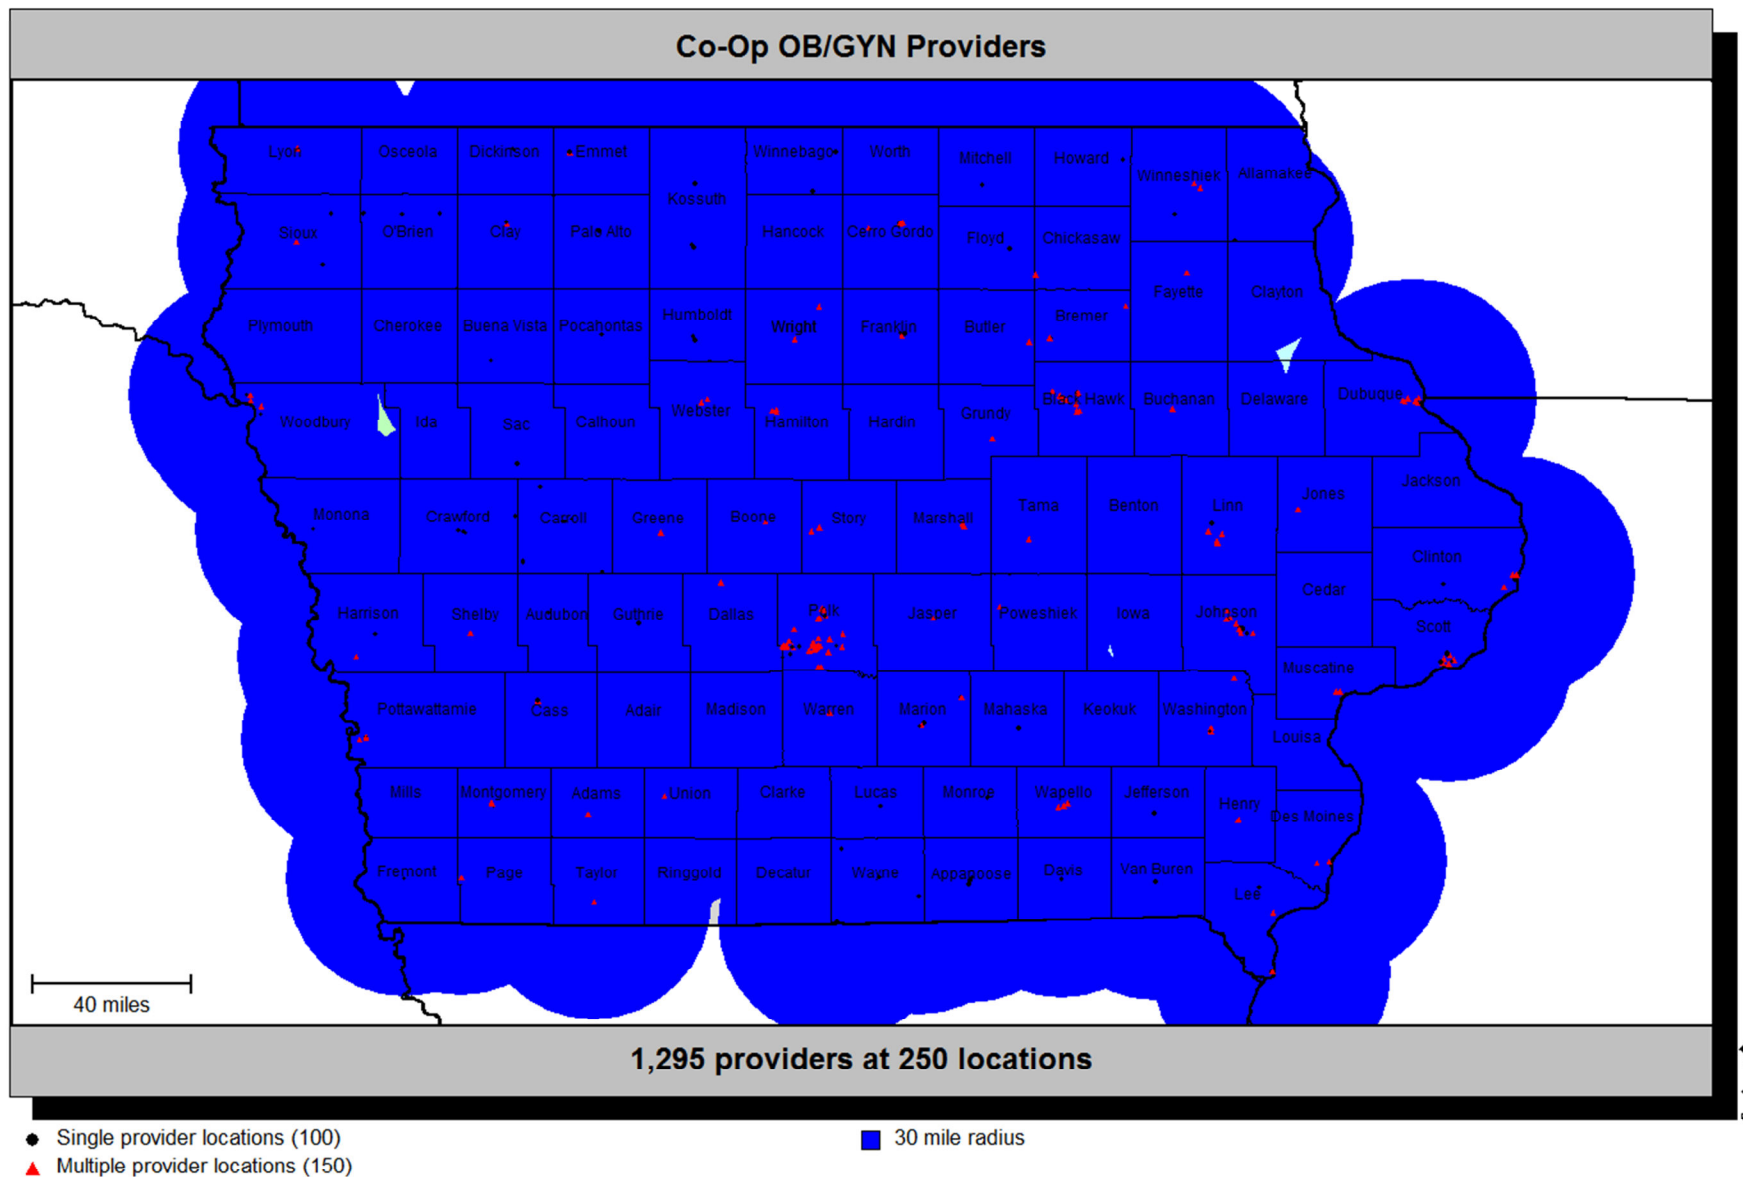 Co-Op OB/GYN Providers
Lyon Osceola Dickinson Emmet Winnebago Worth Mitchell Howard Winneshiek Allamakee
Kossuth
Sioux O'Brien Clay Palo Alto Hancock Cerro Gordo Floyd Chickasaw
Plymouth Cherokee Buena Vista Pocahontas Humboldt Wright Franklin Butler Bremer Fayette Clayton
Woodbury Ida Sac Calhoun Webster Hamilton Hardin Grundy Black Hawk Buchanan Delaware Dubuque
Monona Crawford Carroll Greene Boone Story Marshall Tama Benton Linn Jones Jackson
Clinton
Harrison Shelby Audubon Guthrie Dallas Polk Jasper Poweshiek Iowa Johnson Cedar
Scott
Muscatine
Pottawattamie Cass Adair Madison Warren Marion Mahaska Keokuk Washington
Louisa
Mills Montgomery Adams Union Clarke Lucas Monroe Wapello Jefferson Henry Des Moines
Fremont Page Taylor Ringgold Decatur Wayne Appanoose Davis Van Buren Lee
40 miles
1,295 providers at 250 locations
Single provider locations (100)
30 mile radius
Multiple provider locations (150)